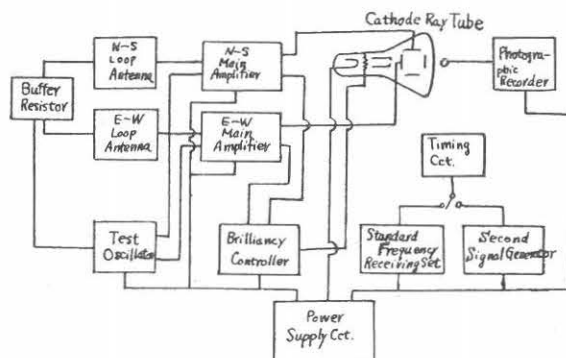 Cathode Ray Tube
N-S
Loop
Antenna
N-S
Main
Amplifier
Photogra-
phic
Recorder
Buffer
Resistor
E-W
Loop
Antenna
E-W
Main
Amplifier
Timing
Cct.
Test
Oscillator
Brilliancy
Controller
Standard
Frequency
Receiving Set
Second
Signal Generator
Power
Supply Cct.